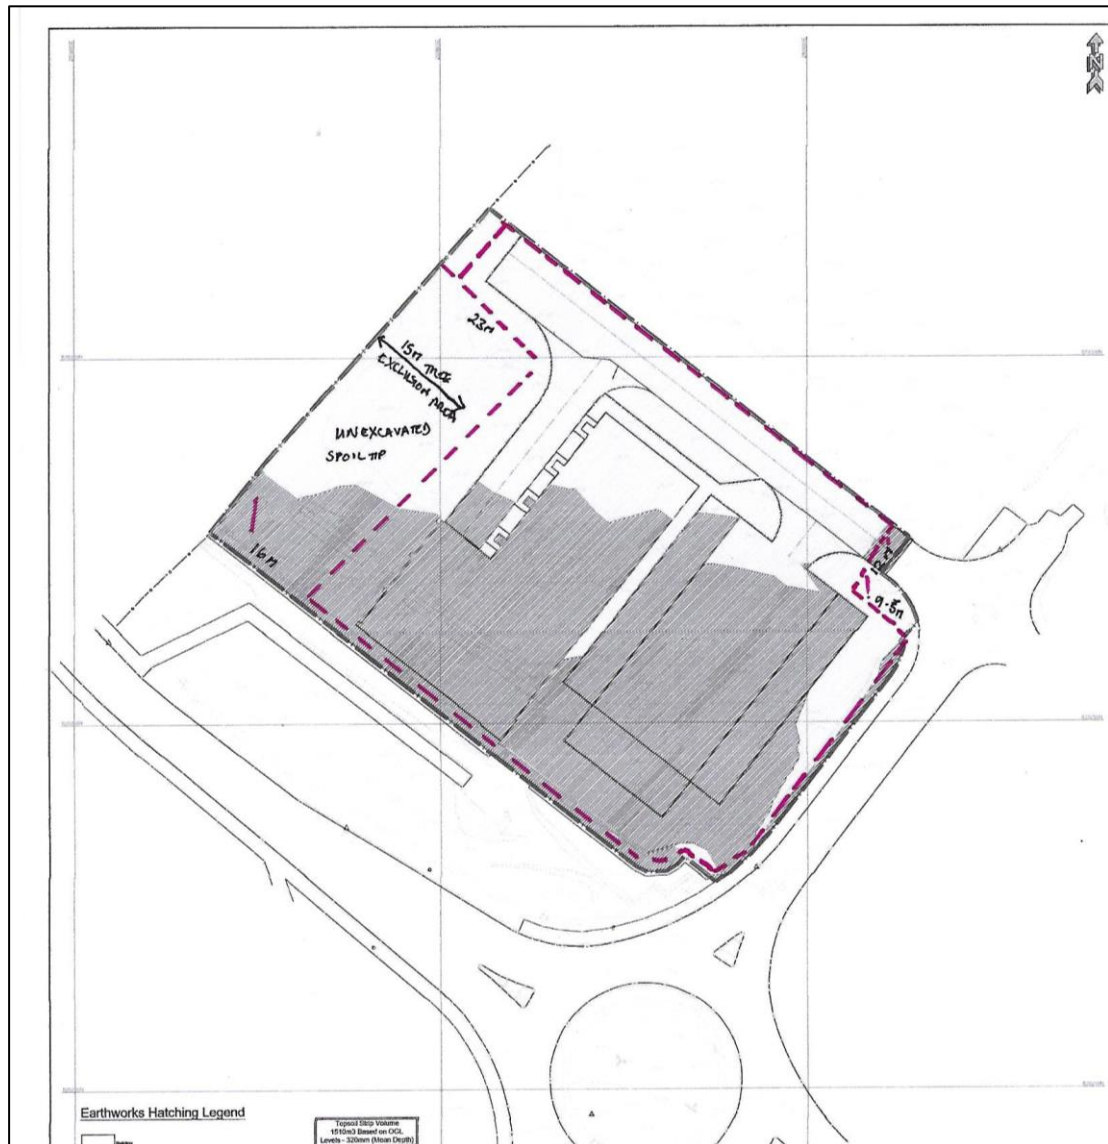 N
23m
15m TREE
EXCLUSION AREA
UNEXCAVATED
SPOIL TIP
16m
12m
9.5m
Earthworks Hatching Legend
Topsoil Strip Volume
1510m3 Based on OGL
Levels - 320mm (Mean Depth)